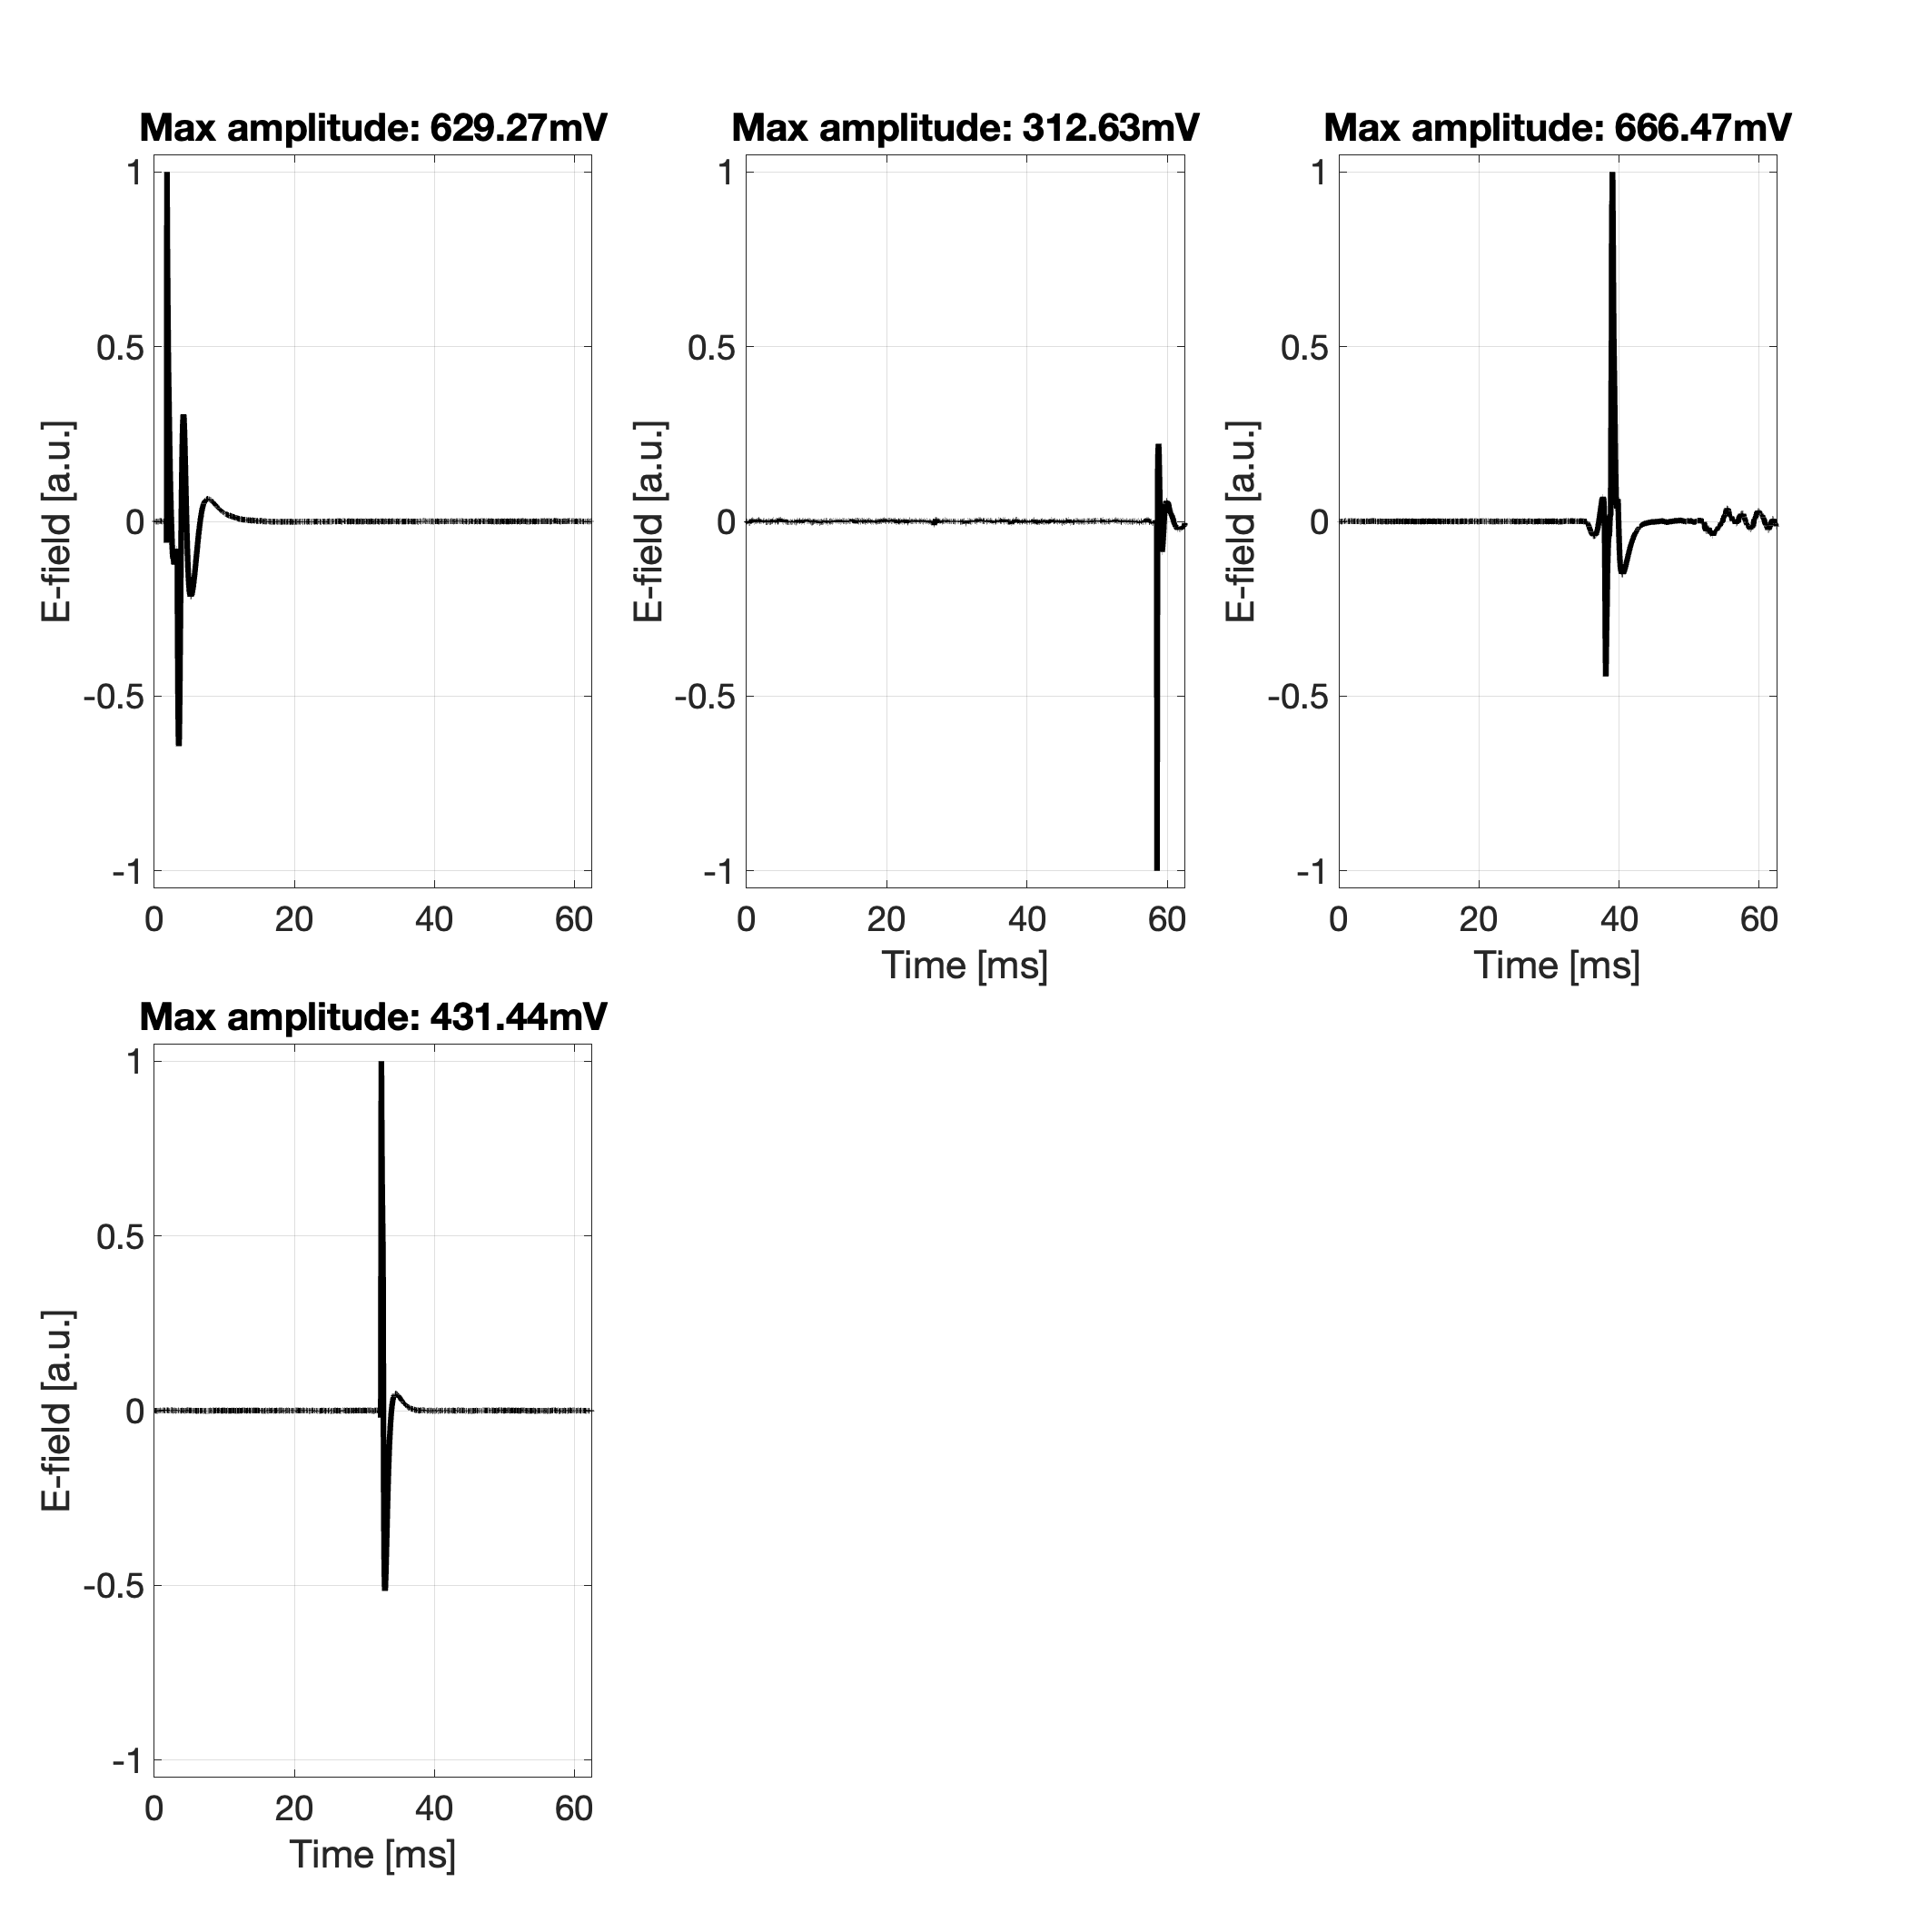 Max amplitude: 629.27mV
1
0.5
0
-0.5
-1
E-field [a.u.]
0 20 40 60
Max amplitude: 312.63mV
1
0.5
0
-0.5
-1
E-field [a.u.]
0 20 40 60
Time [ms]
Max amplitude: 666.47mV
1
0.5
0
-0.5
-1
E-field [a.u.]
0 20 40 60
Time [ms]
Max amplitude: 431.44mV
1
0.5
0
-0.5
-1
E-field [a.u.]
0 20 40 60
Time [ms]